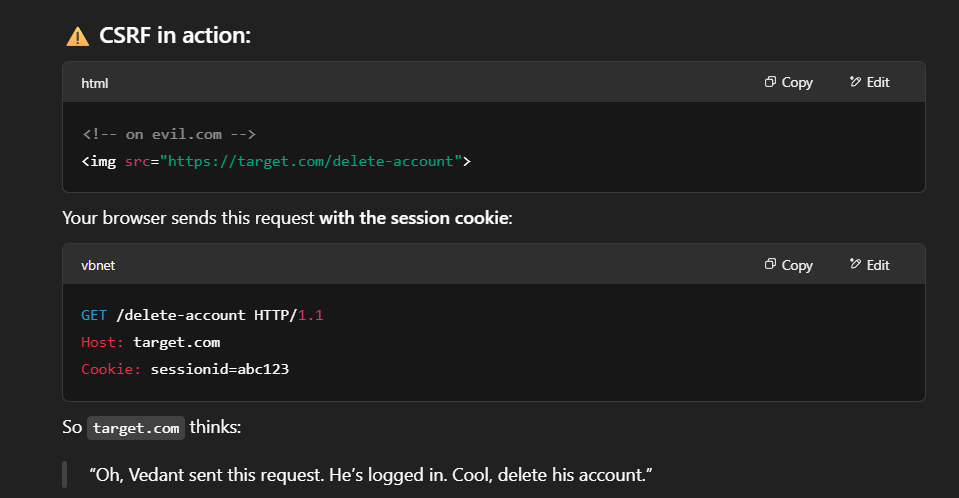 ⚠️ CSRF in action:
html Copy Edit
<!-- on evil.com -->
<img src="https://target.com/delete-account">
Your browser sends this request with the session cookie:
vbnet Copy Edit
GET /delete-account HTTP/1.1
Host: target.com
Cookie: sessionid=abc123
So target.com thinks:
“Oh, Vedant sent this request. He’s logged in. Cool, delete his account.”